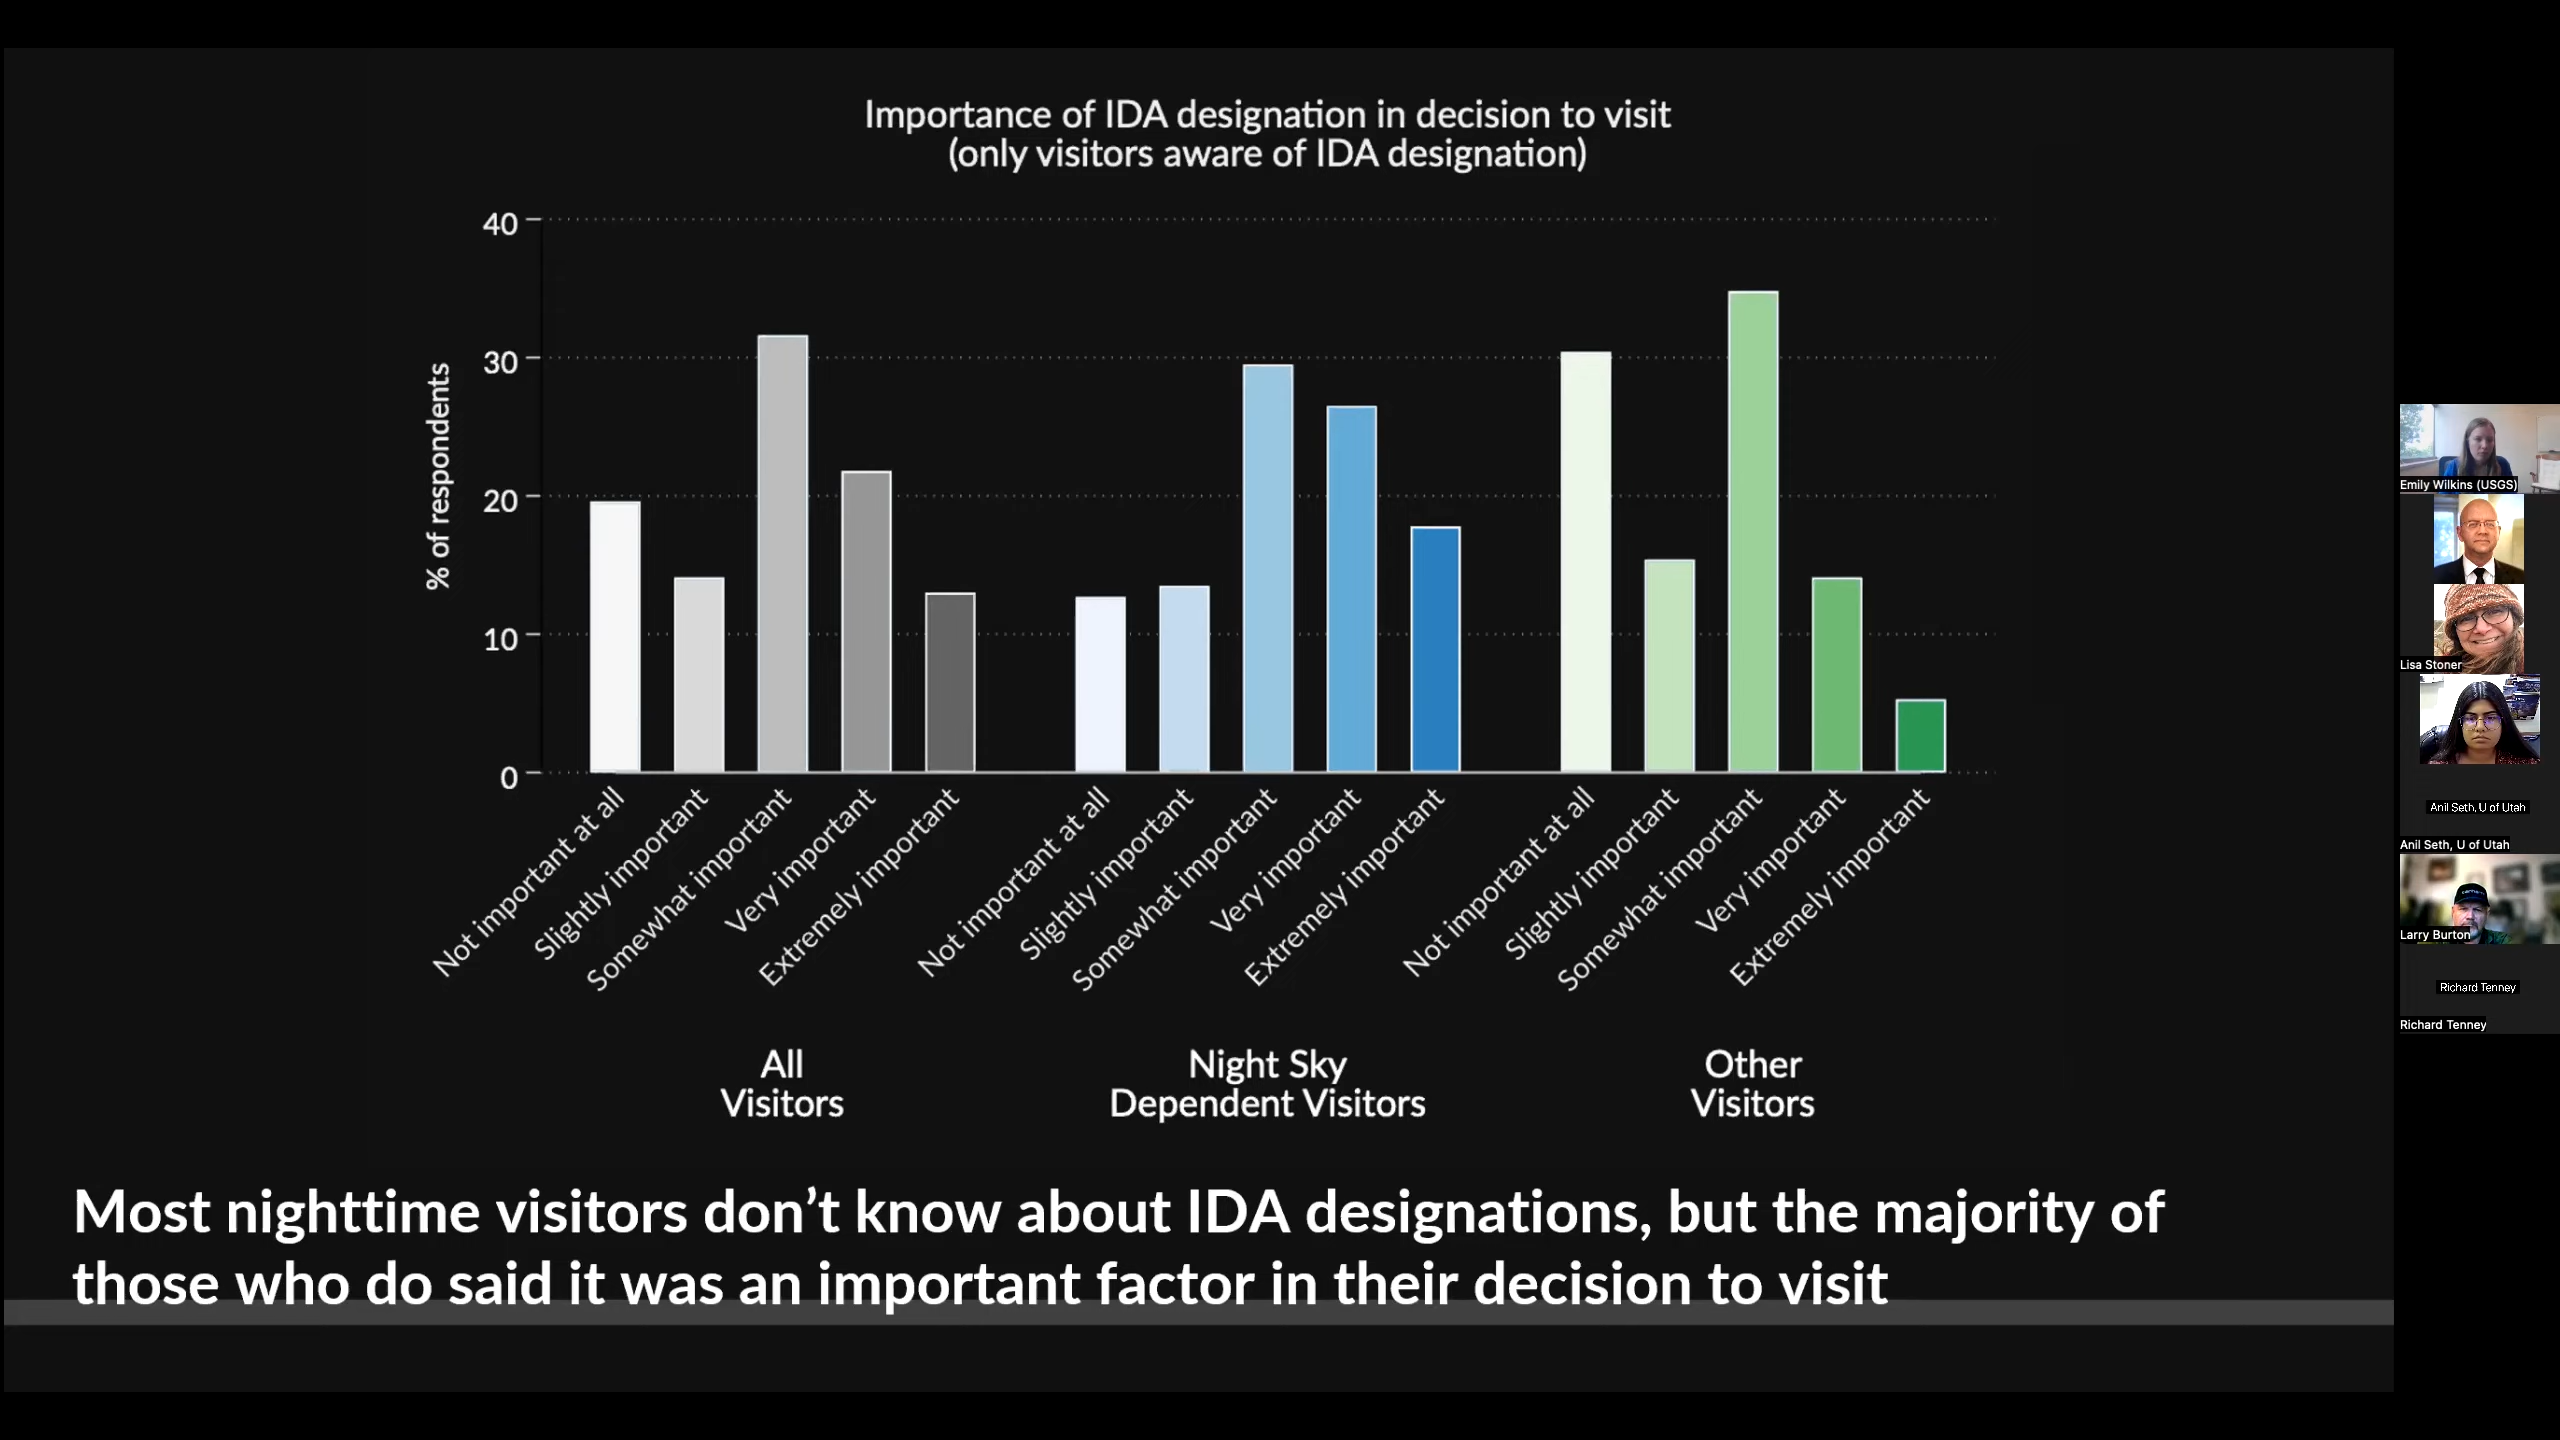 Importance of IDA designation in decision to visit
(only visitors aware of IDA designation)
% of respondents
40
30
20
10
0
Not important at all
Slightly important
Somewhat important
Very important
Extremely important
Not important at all
Slightly important
Somewhat important
Very important
Extremely important
Not important at all
Slightly important
Somewhat important
Very important
Extremely important
All
Visitors
Night Sky
Dependent Visitors
Other
Visitors
Most nighttime visitors don’t know about IDA designations, but the majority of
those who do said it was an important factor in their decision to visit
Emily Wilkins (USGS)
Lisa Stoner
Anil Seth, U of Utah
Anil Seth, U of Utah
Larry Burton
Richard Tenney
Richard Tenney